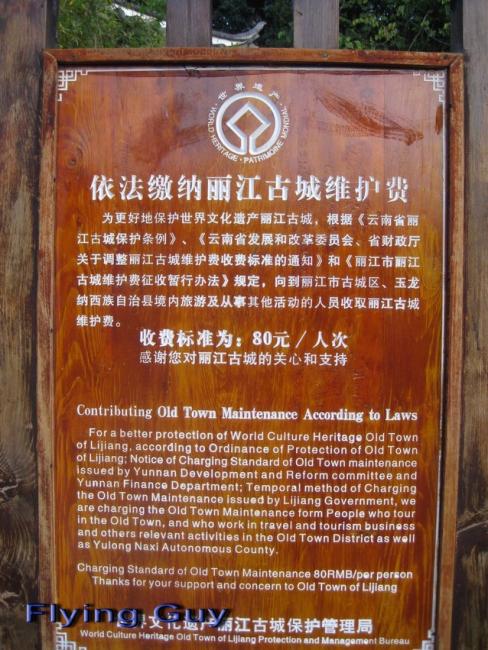 世界遗产
WORLD HERITAGE · PATRIMOINE MONDIAL
依法缴纳丽江古城维护费
为更好地保护世界文化遗产丽江古城，根据《云南省丽
江古城保护条例》、《云南省发展和改革委员会、省财政厅
关于调整丽江古城维护费收费标准的通知》和《丽江市丽江
古城维护费征收暂行办法》规定，向到丽江市古城区、玉龙
纳西族自治县境内旅游及从事其他活动的人员收取丽江古城
维护费。
收费标准为：80元／人次
感谢您对丽江古城的关心和支持
Contributing Old Town Maintenance According to Laws
For a better protection of World Culture Heritage Old Town
of Lijiang, according to Ordinance of Protection of Old Town
of Lijiang; Notice of Charging Standard of Old Town maintenance
issued by Yunnan Development and Reform committee and
Yunnan Finance Department; Temporal method of Charging
the Old Town Maintenance issued by Lijiang Government, we
are charging the Old Town Maintenance form People who tour
in the Old Town, and who work in travel and tourism business
and others relevant activities in the Old Town District as well
as Yulong Naxi Autonomous County.
Charging Standard of Old Town Maintenance 80RMB/per person
Thanks for your support and concern to Old Town of Lijiang
Flying Guy
世界文化遗产丽江古城保护管理局
World Culture Heritage Old Town of Lijiang Protection and Management Bureau